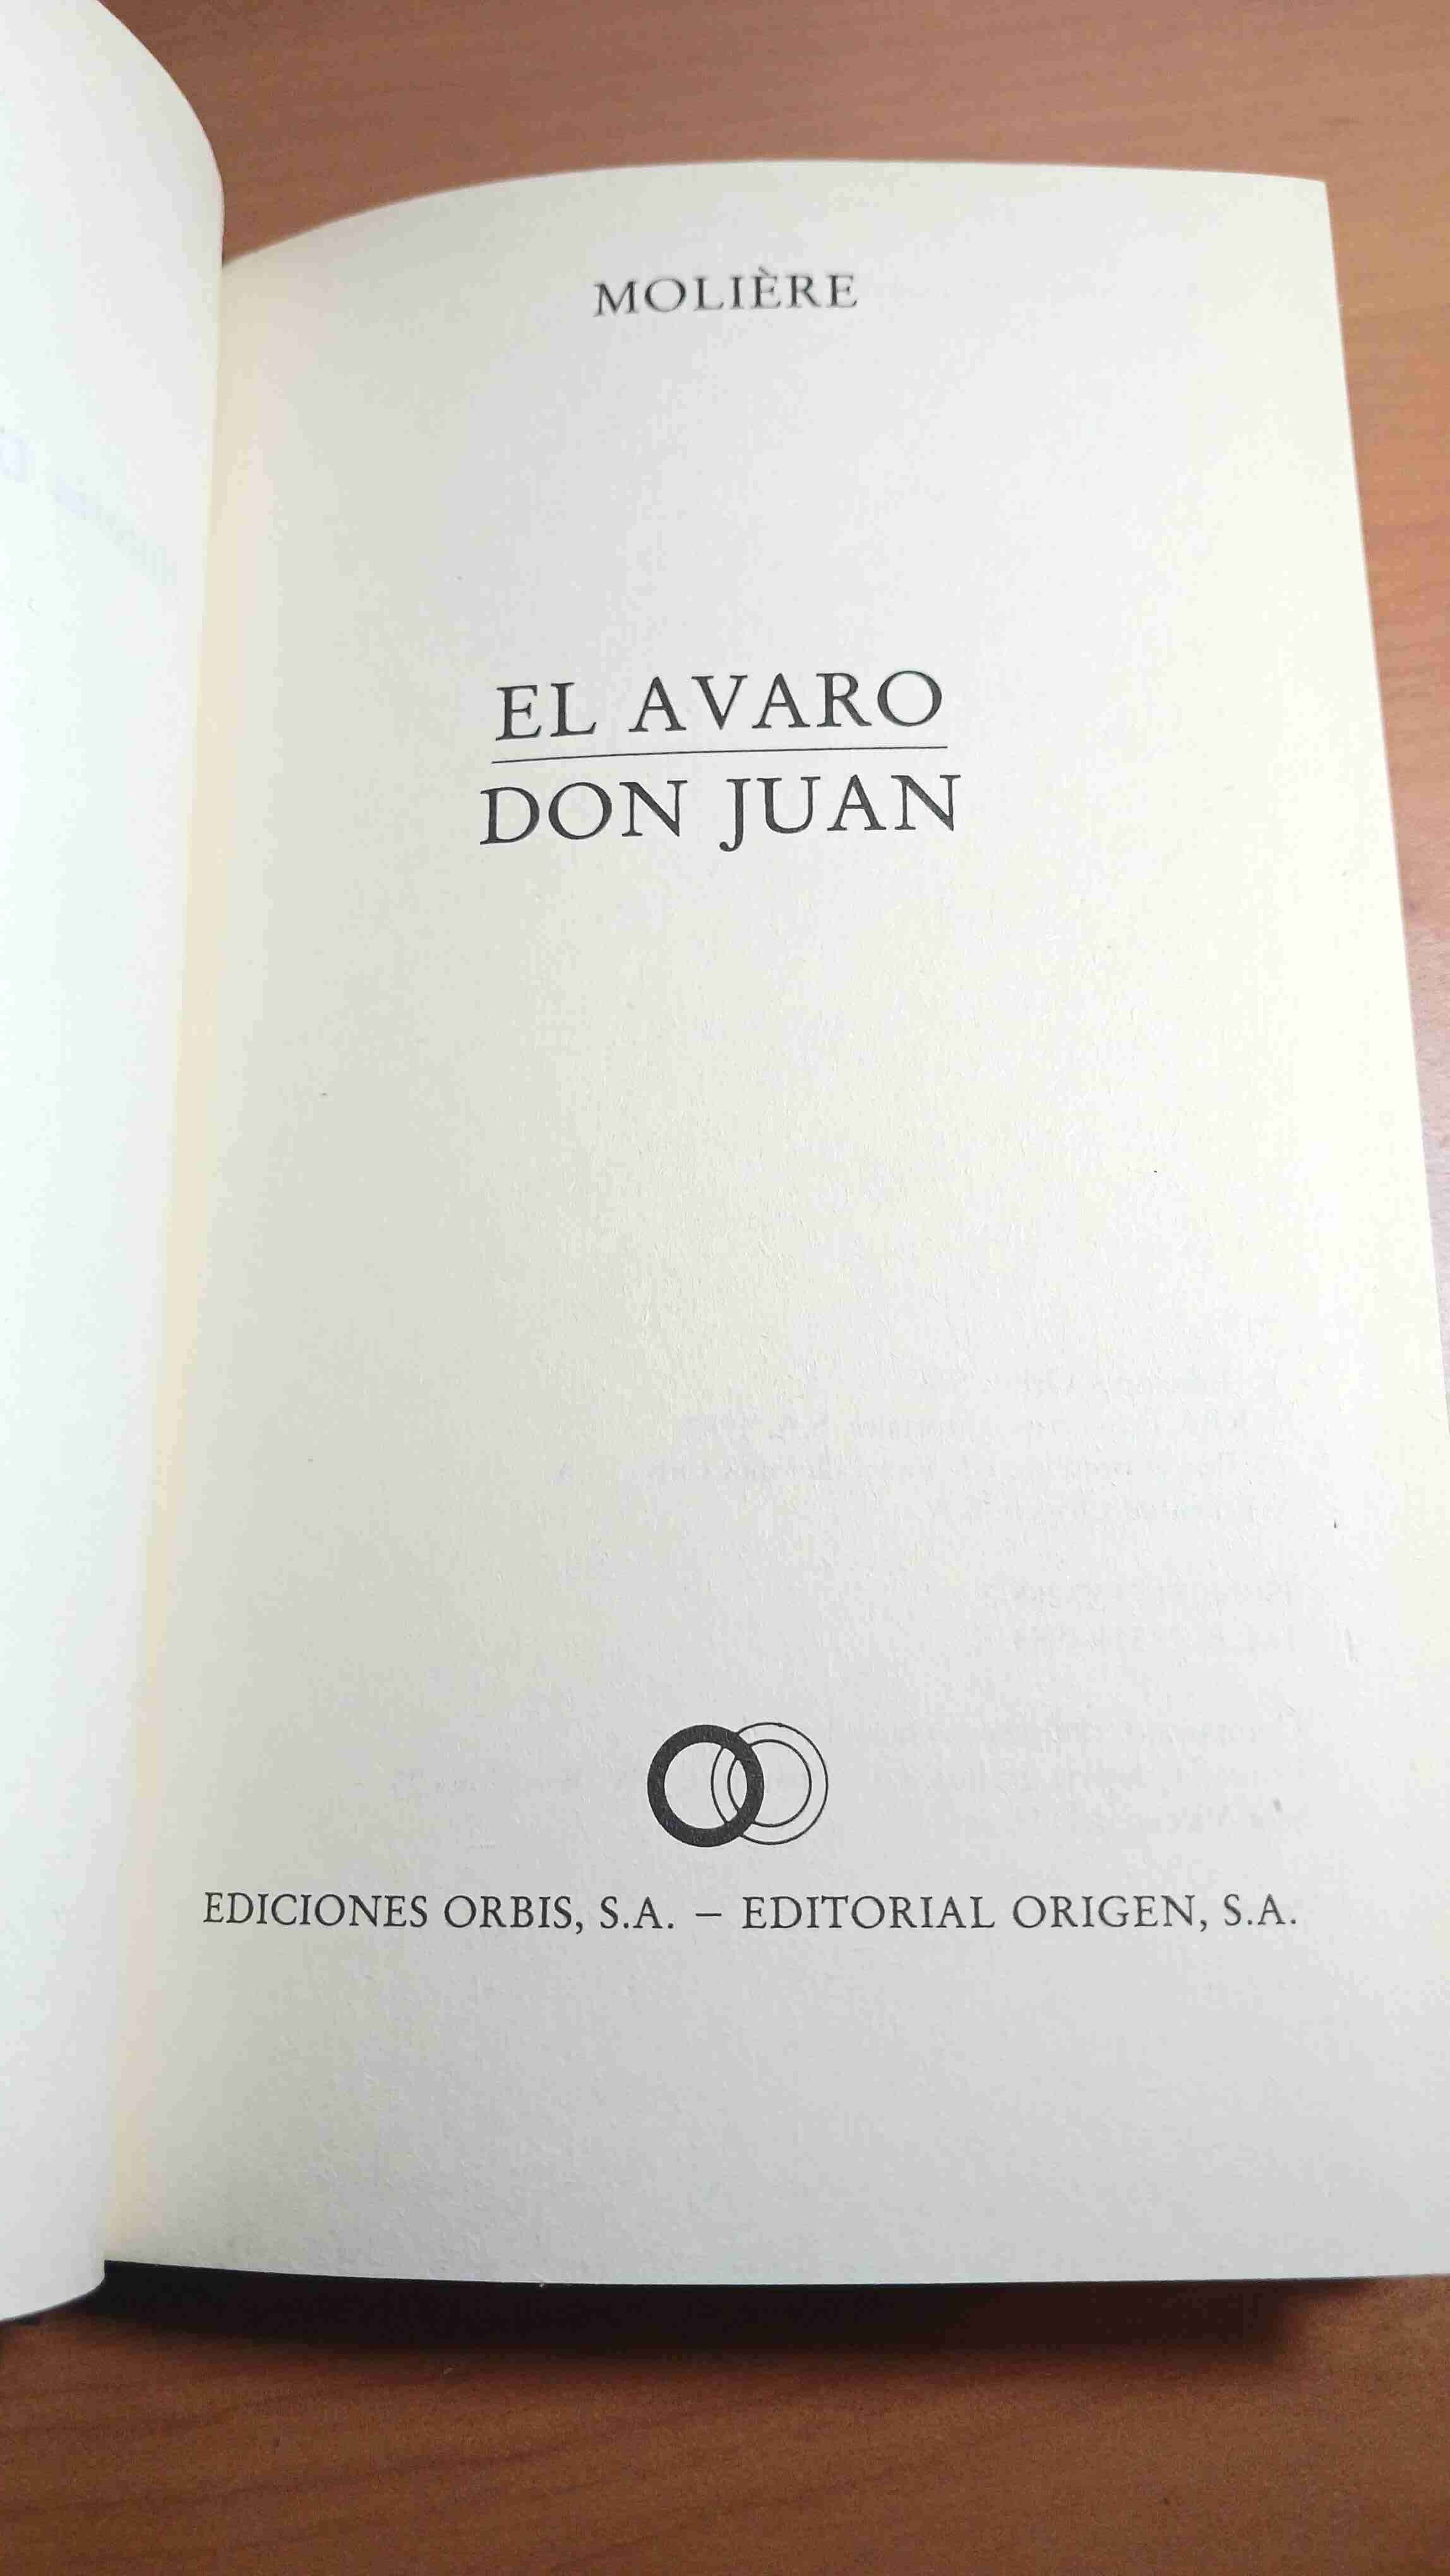 MOLIÈRE
EL AVARO
DON JUAN
EDICIONES ORBIS, S.A. – EDITORIAL ORIGEN, S.A.